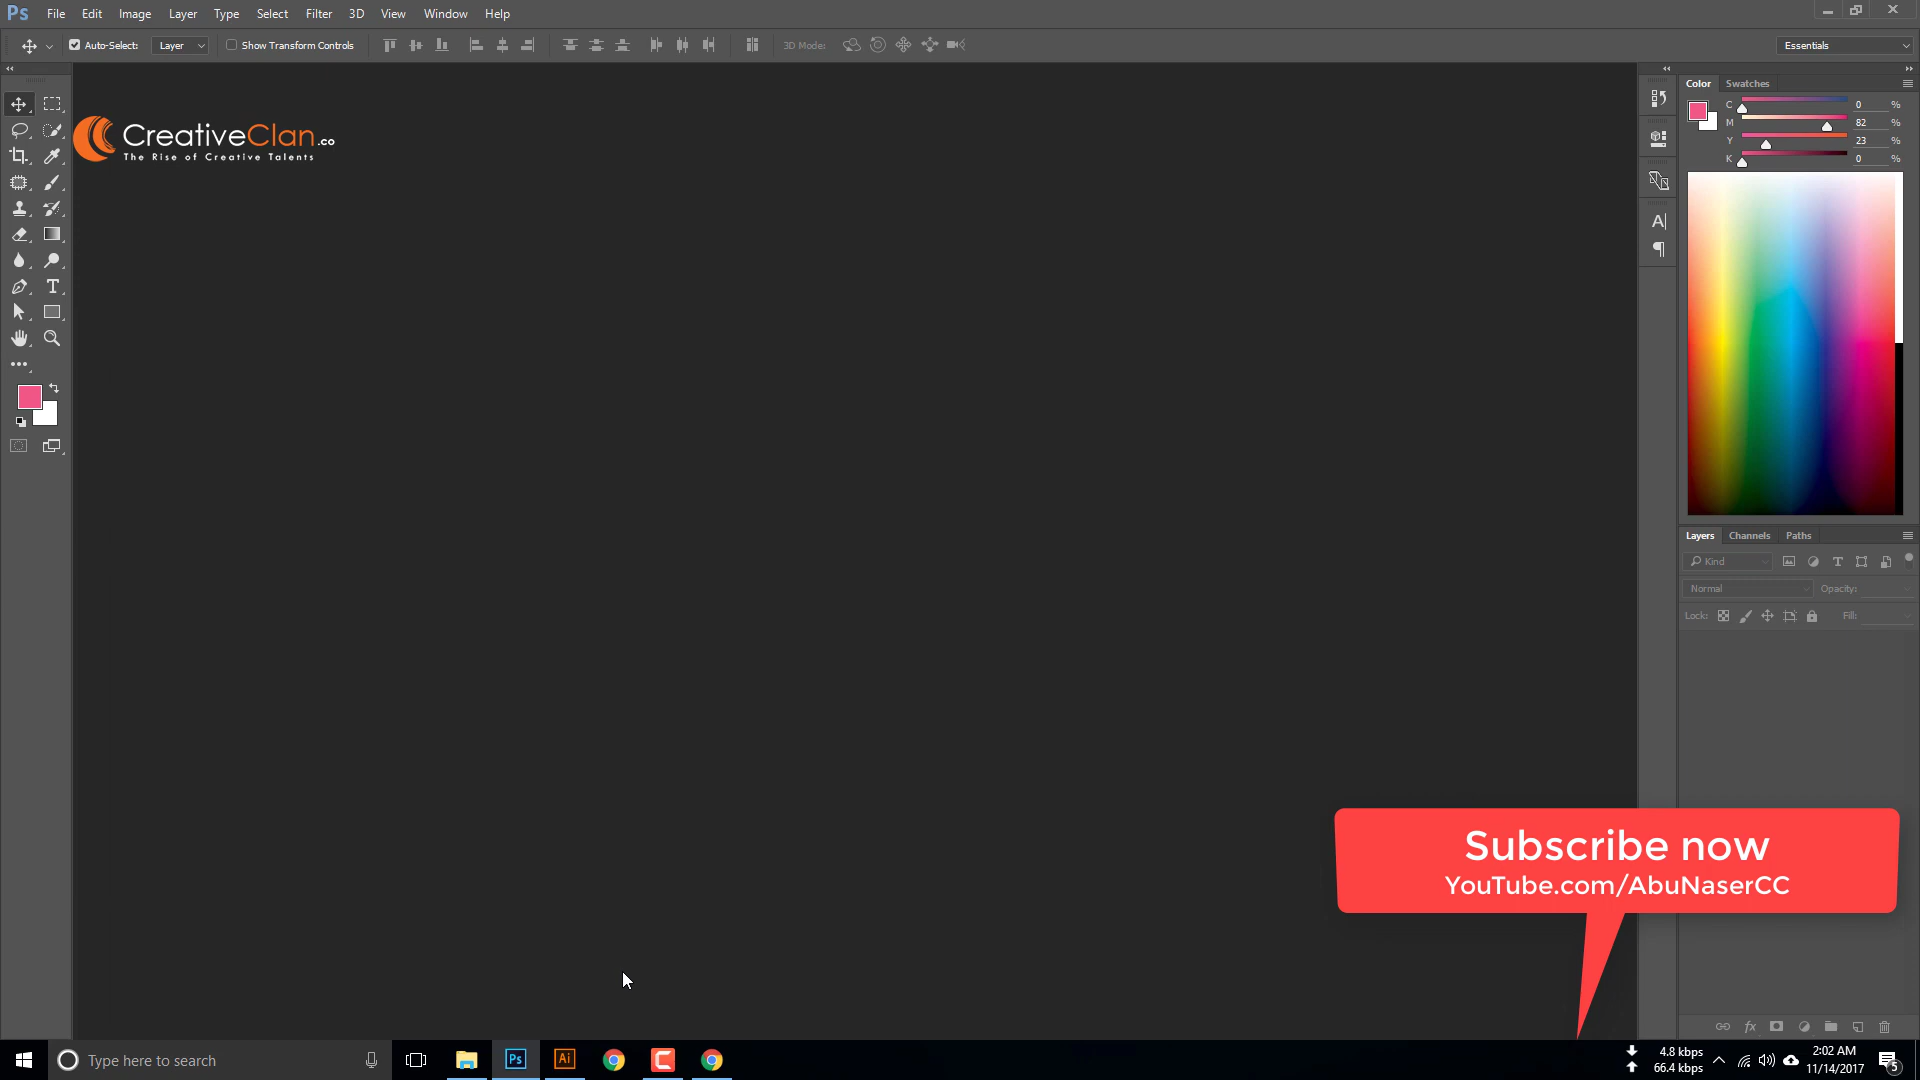 Ps File Edit Image Layer Type Select Filter 3D View Window Help
Auto-Select: Layer Show Transform Controls 3D Mode: Essentials
Color Swatches
C 0 %
M 82 %
Y 23 %
K 0 %
CreativeClan.co
The Rise of Creative Talents
Layers Channels Paths
Kind
Normal Opacity:
Lock: Fill:
Subscribe now
YouTube.com/AbuNaserCC
Type here to search
Ps
Ai
4.8 kbps
66.4 kbps
2:02 AM
11/14/2017
5